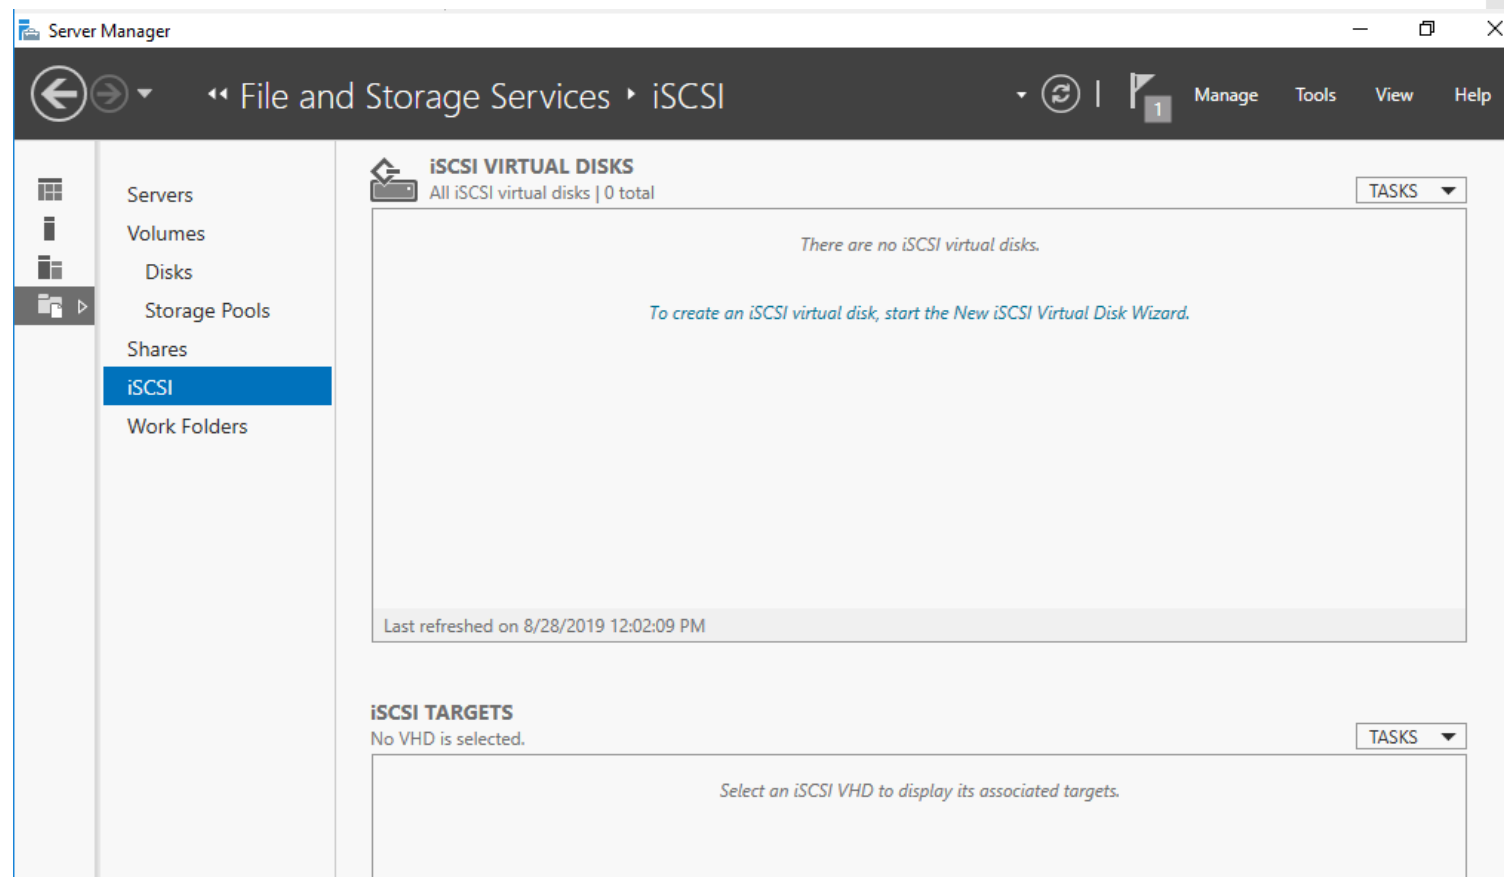 Server Manager
File and Storage Services iSCSI
1 Manage Tools View Help
Servers
Volumes
Disks
Storage Pools
Shares
iSCSI
Work Folders
iSCSI VIRTUAL DISKS
All iSCSI virtual disks | 0 total
TASKS
There are no iSCSI virtual disks.
To create an iSCSI virtual disk, start the New iSCSI Virtual Disk Wizard.
Last refreshed on 8/28/2019 12:02:09 PM
iSCSI TARGETS
No VHD is selected.
TASKS
Select an iSCSI VHD to display its associated targets.